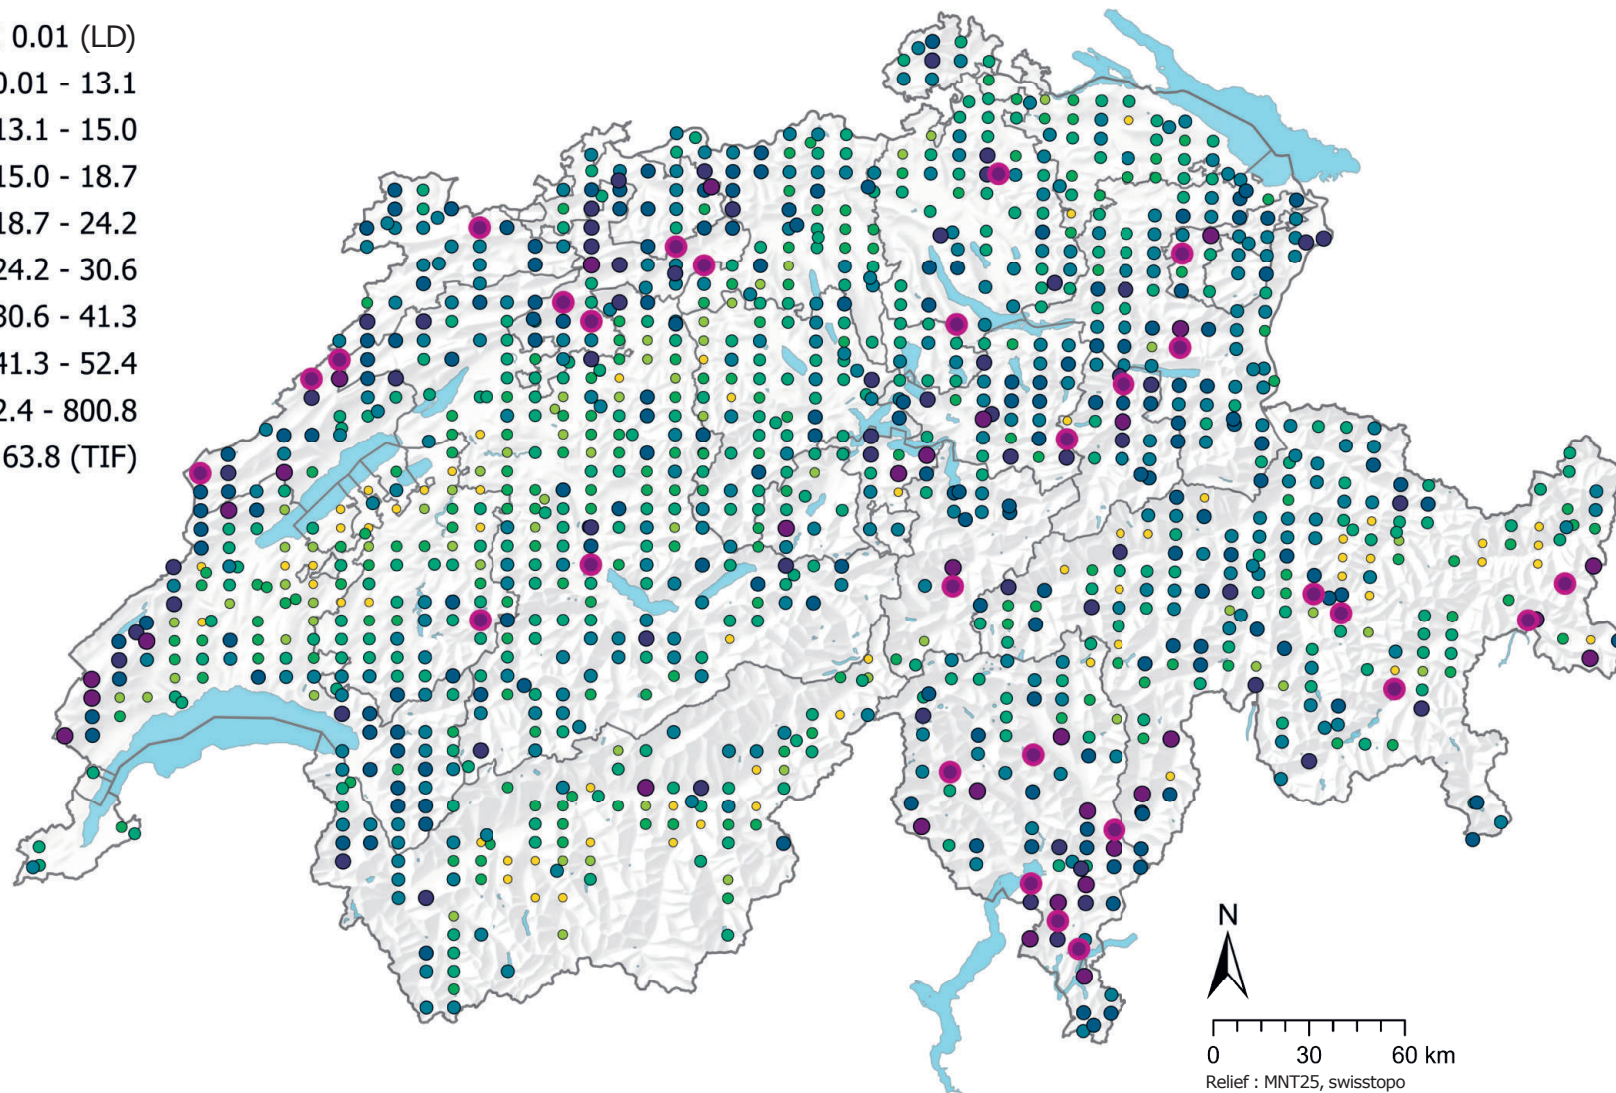 0.01 (LD)
0.01 - 13.1
13.1 - 15.0
15.0 - 18.7
18.7 - 24.2
24.2 - 30.6
30.6 - 41.3
41.3 - 52.4
2.4 - 800.8
63.8 (TIF)
N
0 30 60 km
Relief : MNT25, swisstopo